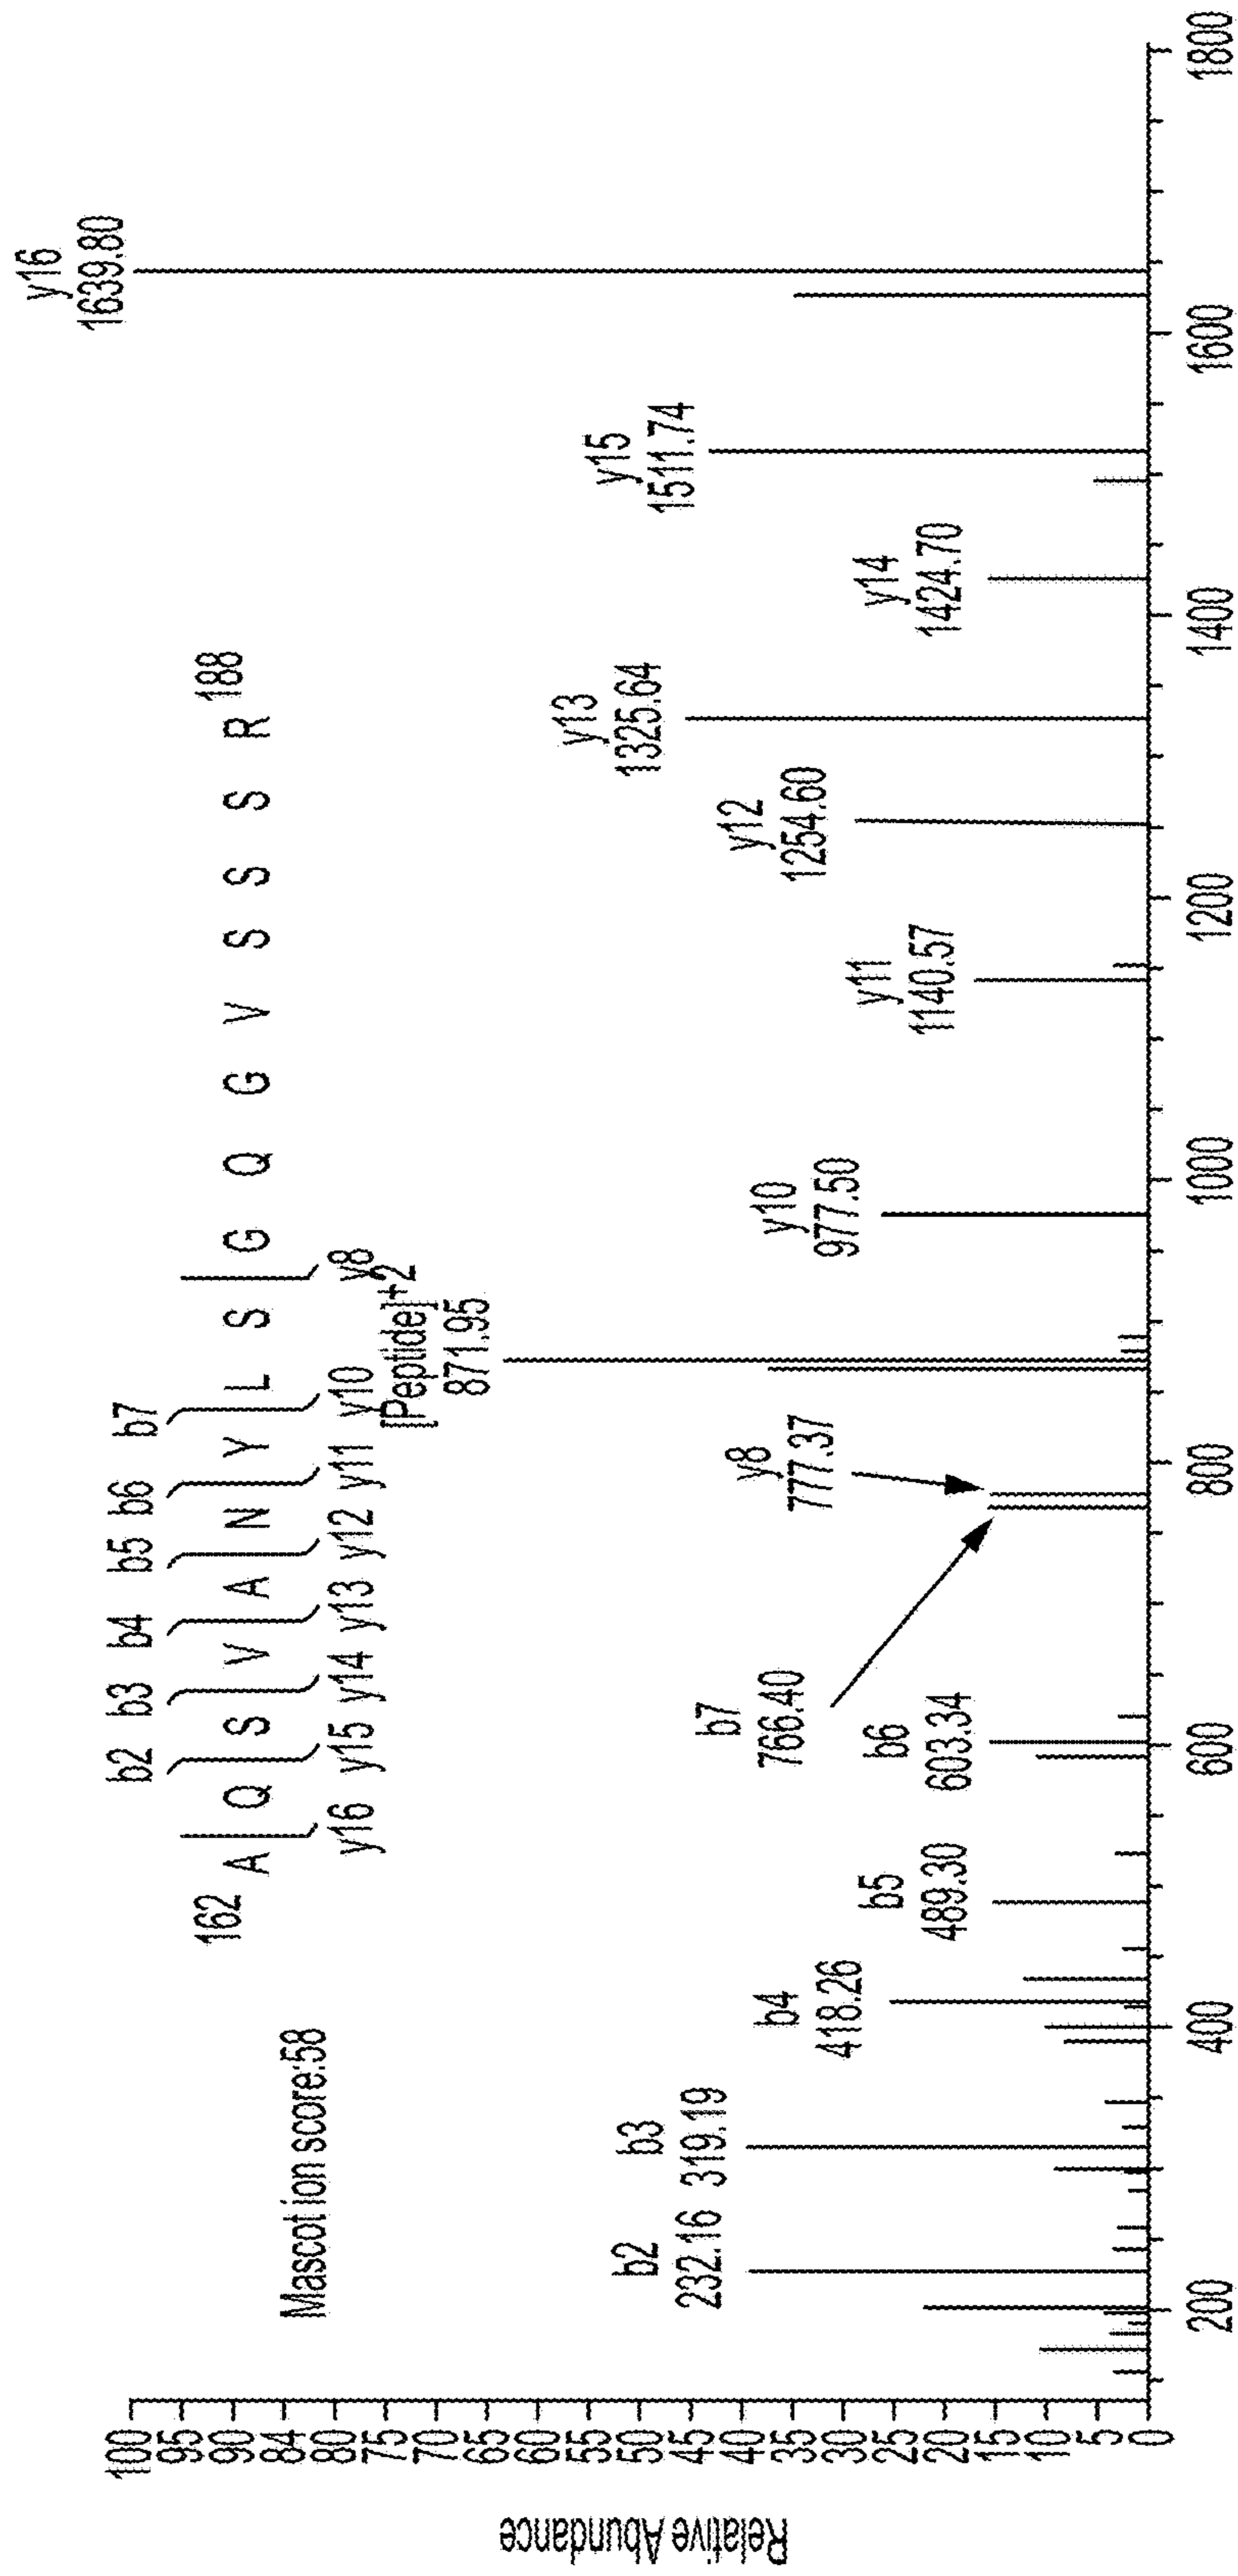 Mascot ion score:58
b2 b3 b4 b5 b6 b7
162 A Q S V A N Y L S G Q G V S S S R 188
y16 y15 y14 y13 y12 y11 y10 y8
[Peptide]+2
871.95
y16
1639.80
y15
1511.74
y14
1424.70
y13
1325.64
y12
1254.60
y11
1140.57
y10
977.50
y8
777.37
b7
766.40
b6
603.34
b5
489.30
b4
418.26
b3
319.19
b2
232.16
Relative Abundance
100
95
90
84
80
75
70
65
60
55
50
45
40
35
30
25
20
15
10
5
0
200 400 600 800 1000 1200 1400 1600 1800